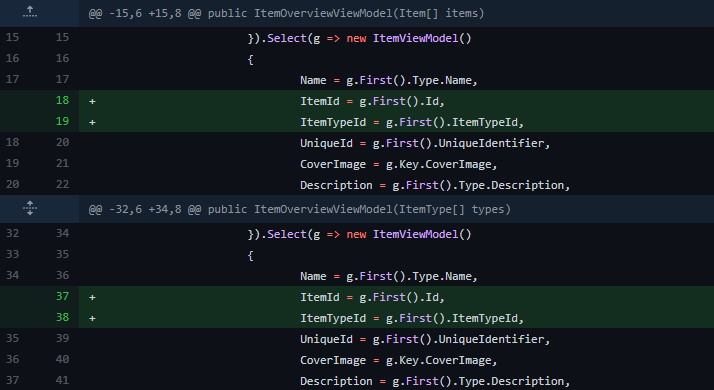 @@ -15,6 +15,8 @@ public ItemOverviewViewModel(Item[] items)
15 15 }).Select(g => new ItemViewModel()
16 16 {
17 17 Name = g.First().Type.Name,
18 + ItemId = g.First().Id,
19 + ItemTypeId = g.First().ItemTypeId,
18 20 UniqueId = g.First().UniqueIdentifier,
19 21 CoverImage = g.Key.CoverImage,
20 22 Description = g.First().Type.Description,
@@ -32,6 +34,8 @@ public ItemOverviewViewModel(ItemType[] types)
32 34 }).Select(g => new ItemViewModel()
33 35 {
34 36 Name = g.First().Type.Name,
37 + ItemId = g.First().Id,
38 + ItemTypeId = g.First().ItemTypeId,
35 39 UniqueId = g.First().UniqueIdentifier,
36 40 CoverImage = g.Key.CoverImage,
37 41 Description = g.First().Type.Description,